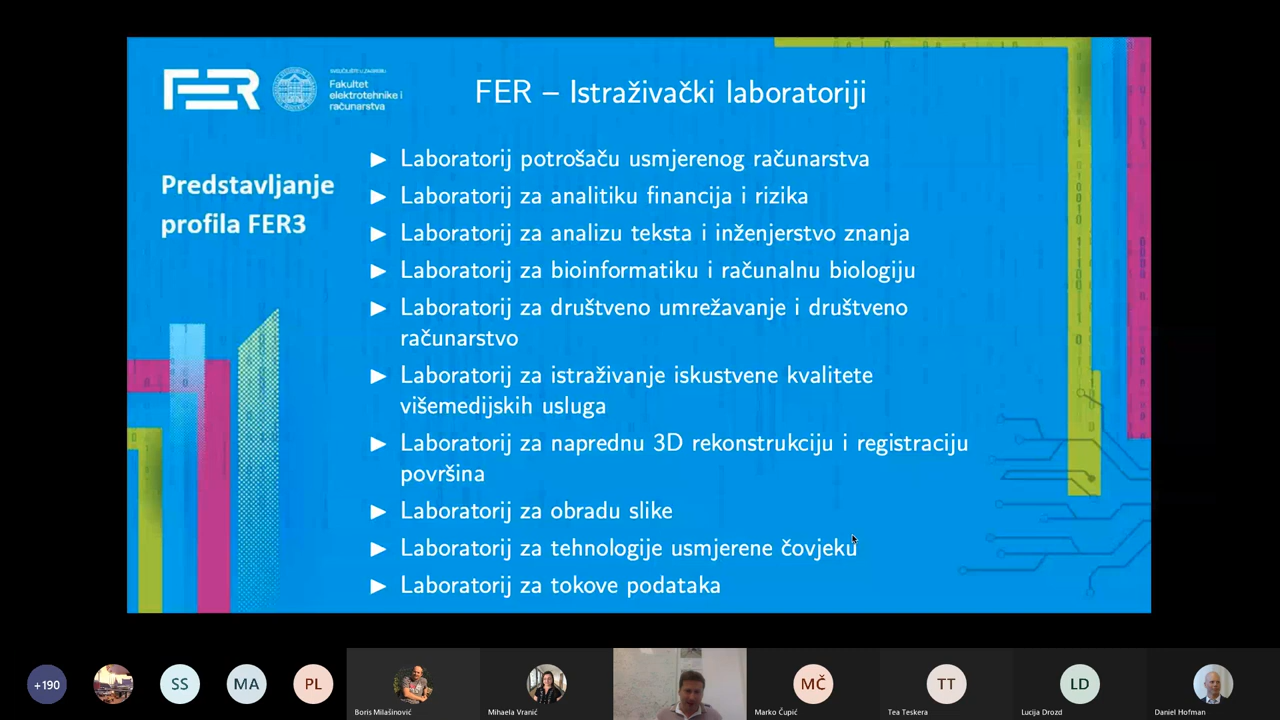 FER
SVEUČILIŠTE U ZAGREBU
Fakultet
elektrotehnike i
računarstva
FER – Istraživački laboratoriji
Predstavljanje
profila FER3
Laboratorij potrošaču usmjerenog računarstva
Laboratorij za analitiku financija i rizika
Laboratorij za analizu teksta i inženjerstvo znanja
Laboratorij za bioinformatiku i računalnu biologiju
Laboratorij za društveno umrežavanje i društveno
računarstvo
Laboratorij za istraživanje iskustvene kvalitete
višemedijskih usluga
Laboratorij za naprednu 3D rekonstrukciju i registraciju
površina
Laboratorij za obradu slike
Laboratorij za tehnologije usmjerene čovjeku
Laboratorij za tokove podataka
+190
SS
MA
PL
MČ
TT
LD
Boris Milašinović
Mihaela Vranić
Marko Čupić
Tea Teskera
Lucija Drozd
Daniel Hofman